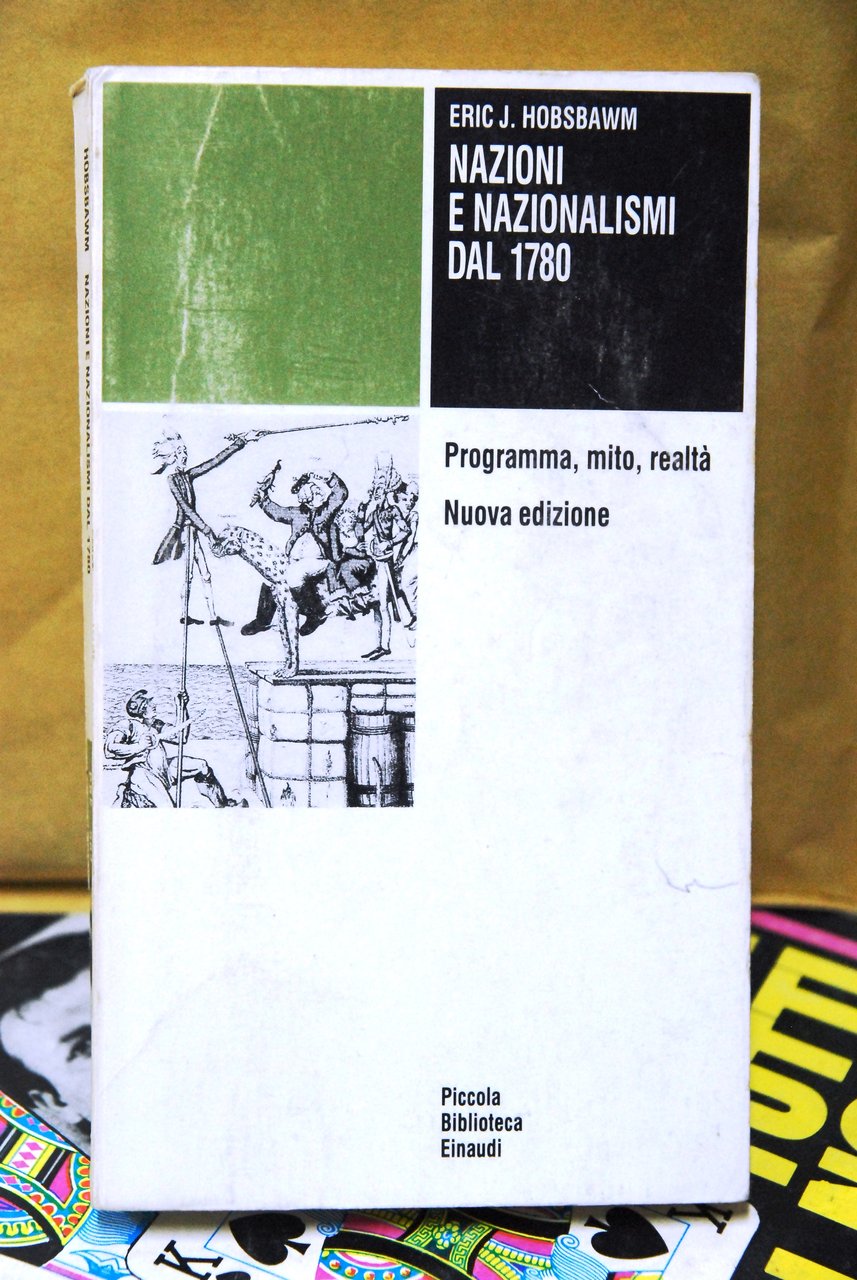 ERIC J. HOBSBAWM
NAZIONI
E NAZIONALISMI
DAL 1780
Programma, mito, realtà
Nuova edizione
Piccola
Biblioteca
Einaudi
HOBSBAWM NAZIONI E NAZIONALISMI DAL 1780
K
K